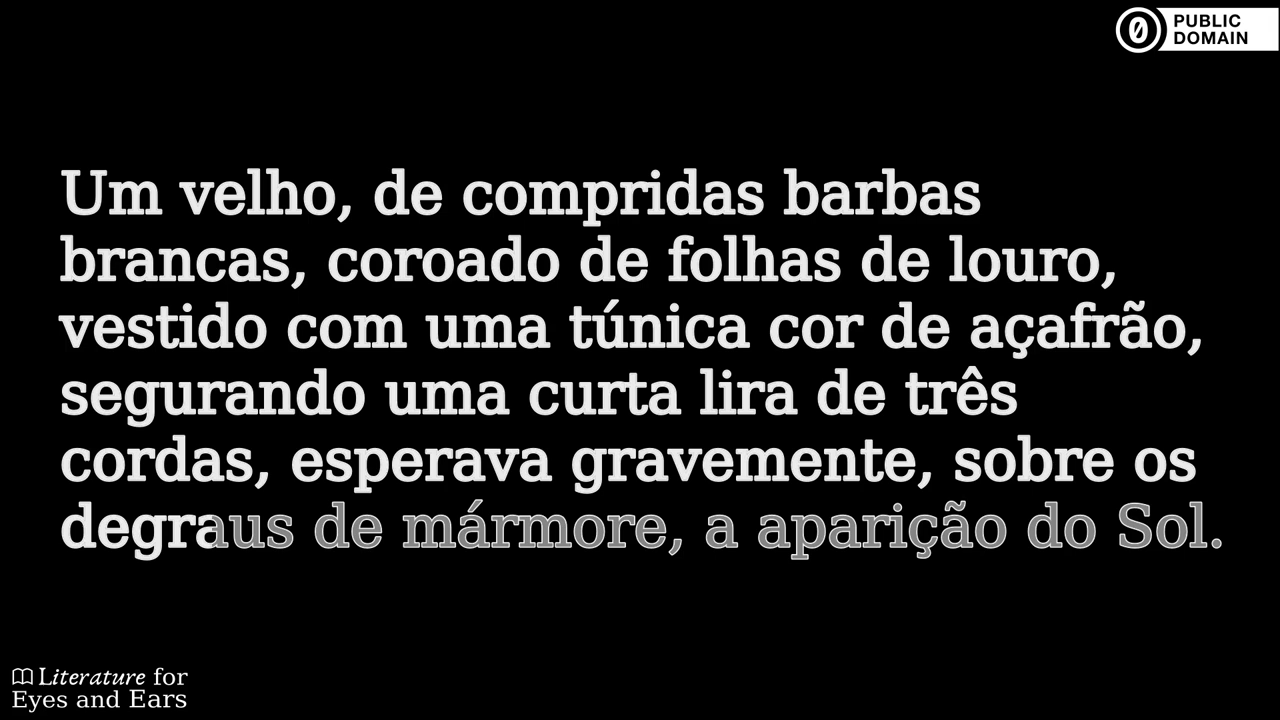 PUBLIC
DOMAIN
Um velho, de compridas barbas
brancas, coroado de folhas de louro,
vestido com uma túnica cor de açafrão,
segurando uma curta lira de três
cordas, esperava gravemente, sobre os
degraus de mármore, a aparição do Sol.
Literature for
Eyes and Ears